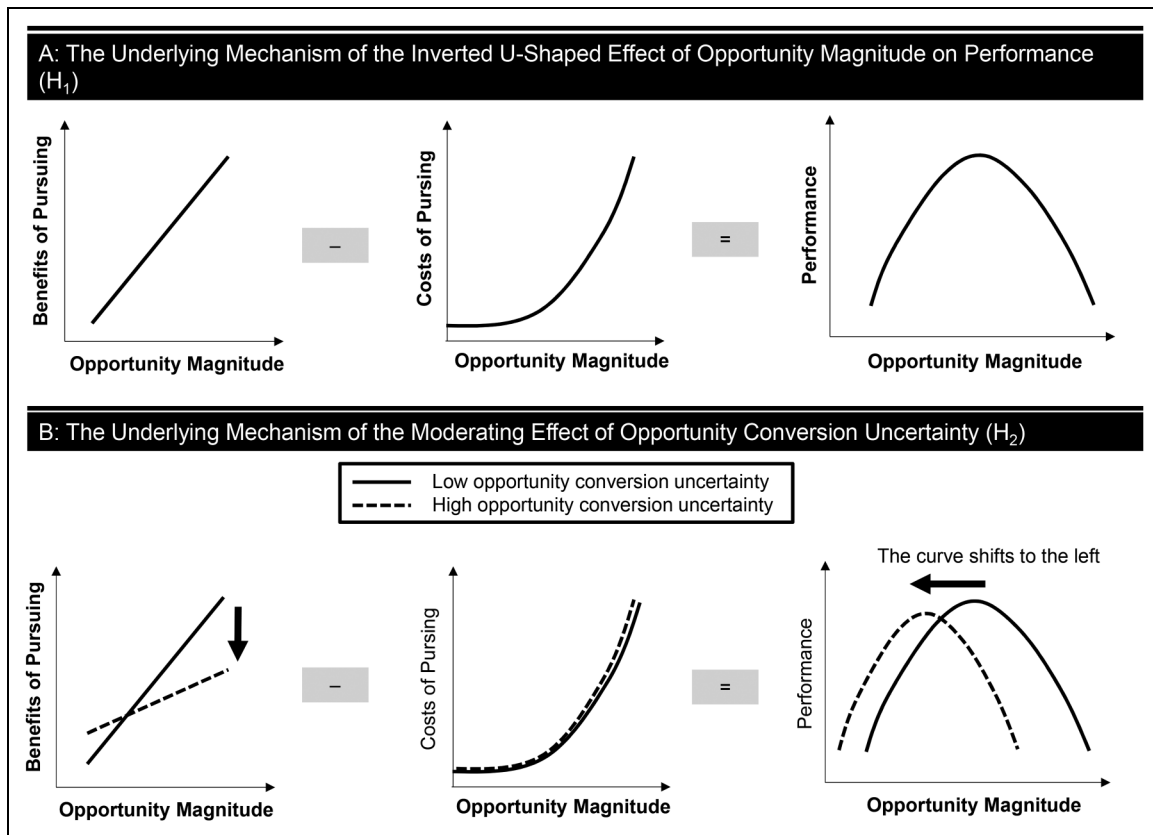 A: The Underlying Mechanism of the Inverted U-Shaped Effect of Opportunity Magnitude on Performance
(H1)
Benefits of Pursuing
Opportunity Magnitude
–
Costs of Pursing
Opportunity Magnitude
=
Performance
Opportunity Magnitude
B: The Underlying Mechanism of the Moderating Effect of Opportunity Conversion Uncertainty (H2)
Low opportunity conversion uncertainty
High opportunity conversion uncertainty
Benefits of Pursuing
Opportunity Magnitude
–
Costs of Pursing
Opportunity Magnitude
=
The curve shifts to the left
Performance
Opportunity Magnitude